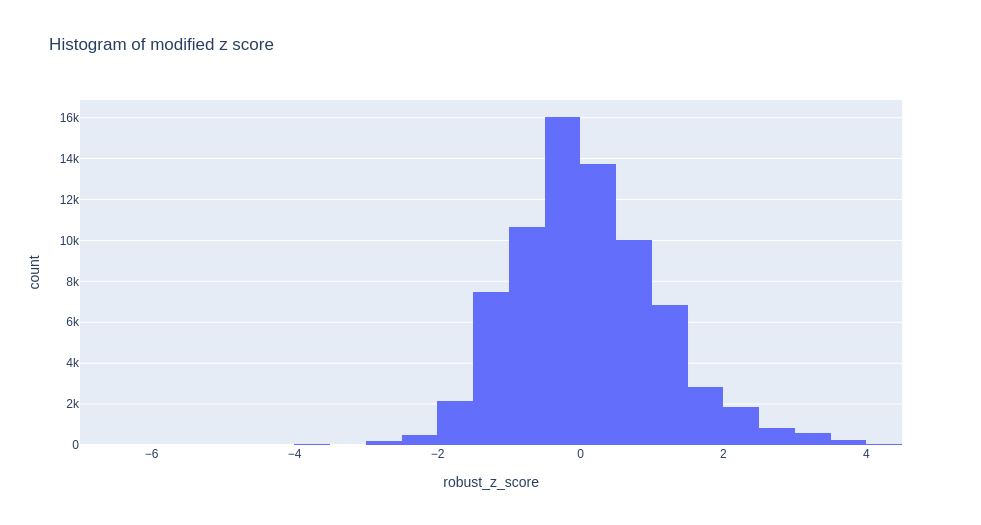 Histogram of modified z score
16k
14k
12k
10k
8k
6k
4k
2k
0
−6
−4
−2
0
2
4
count
robust_z_score